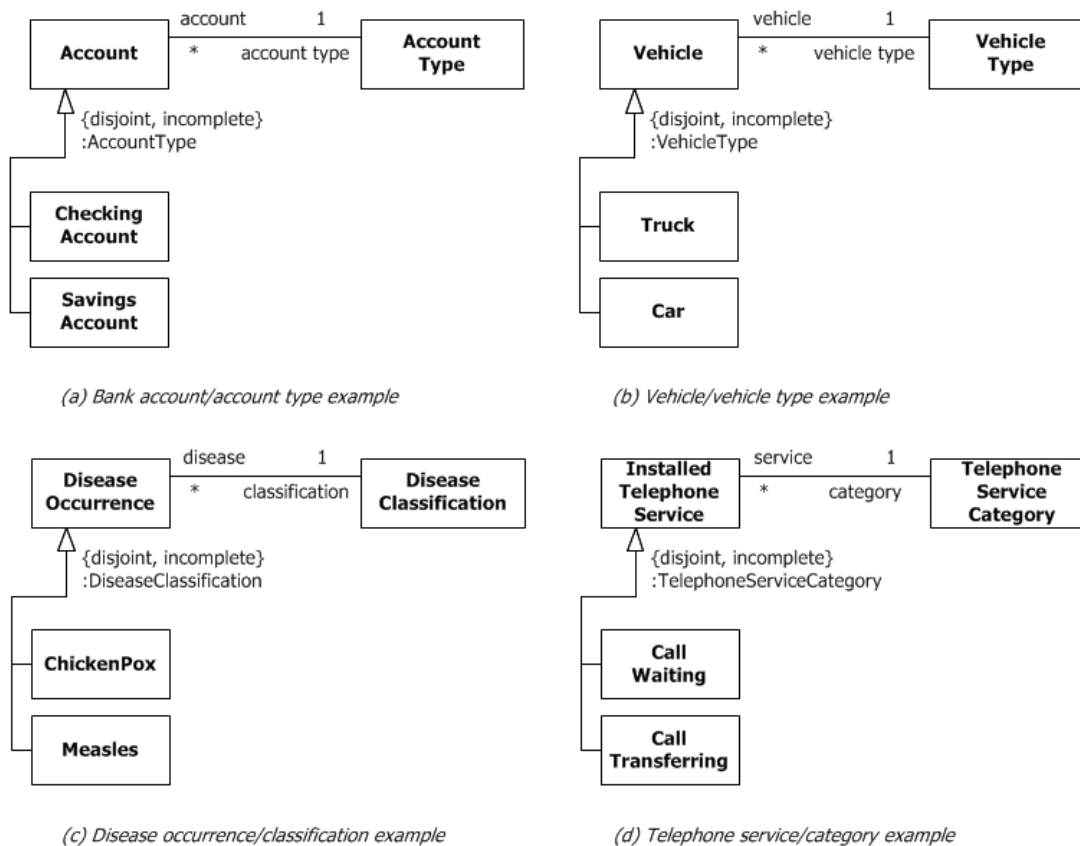 account 1
Account
* account type
Account
Type
{disjoint, incomplete}
:AccountType
Checking
Account
Savings
Account
(a) Bank account/account type example
vehicle 1
Vehicle
* vehicle type
Vehicle
Type
{disjoint, incomplete}
:VehicleType
Truck
Car
(b) Vehicle/vehicle type example
disease 1
Disease
Occurrence
* classification
Disease
Classification
{disjoint, incomplete}
:DiseaseClassification
ChickenPox
Measles
(c) Disease occurrence/classification example
service 1
Installed
Telephone
Service
* category
Telephone
Service
Category
{disjoint, incomplete}
:TelephoneServiceCategory
Call
Waiting
Call
Transferring
(d) Telephone service/category example